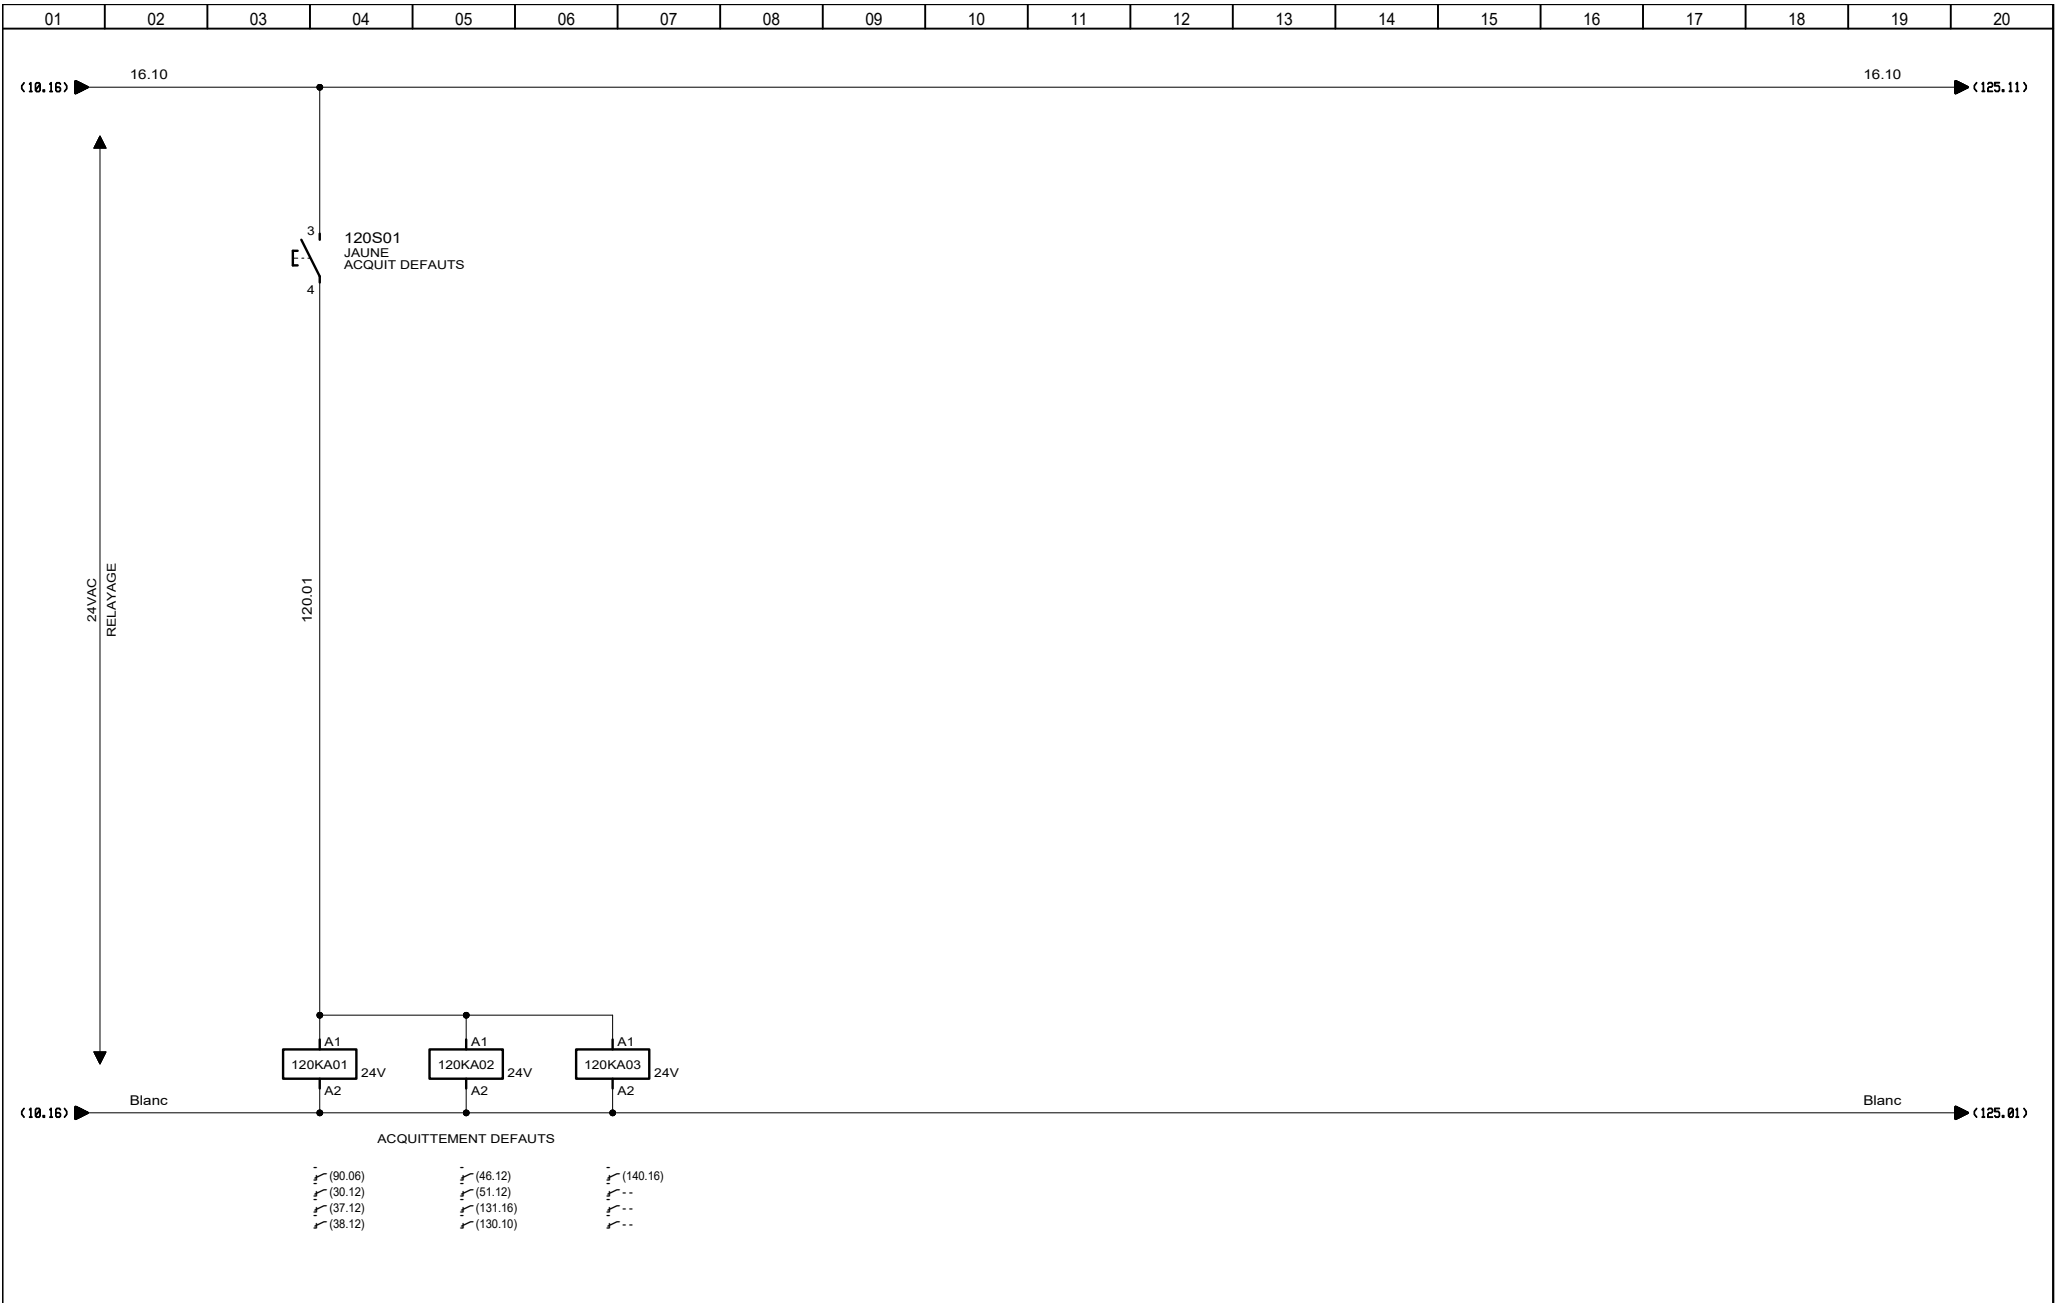 01 02 03 04 05 06 07 08 09 10 11 12 13 14 15 16 17 18 19 20
16.10 16.10
(10.16) (125.11)
3 120S01
JAUNE
ACQUIT DEFAUTS
4
24VAC
RELAYAGE
120.01
A1 A1 A1
120KA01 24V 120KA02 24V 120KA03 24V
A2 A2 A2
Blanc Blanc
(10.16) (125.01)
ACQUITTEMENT DEFAUTS
(90.06) (46.12) (140.16)
(30.12) (51.12) --
(37.12) (131.16) --
(38.12) (130.10) --